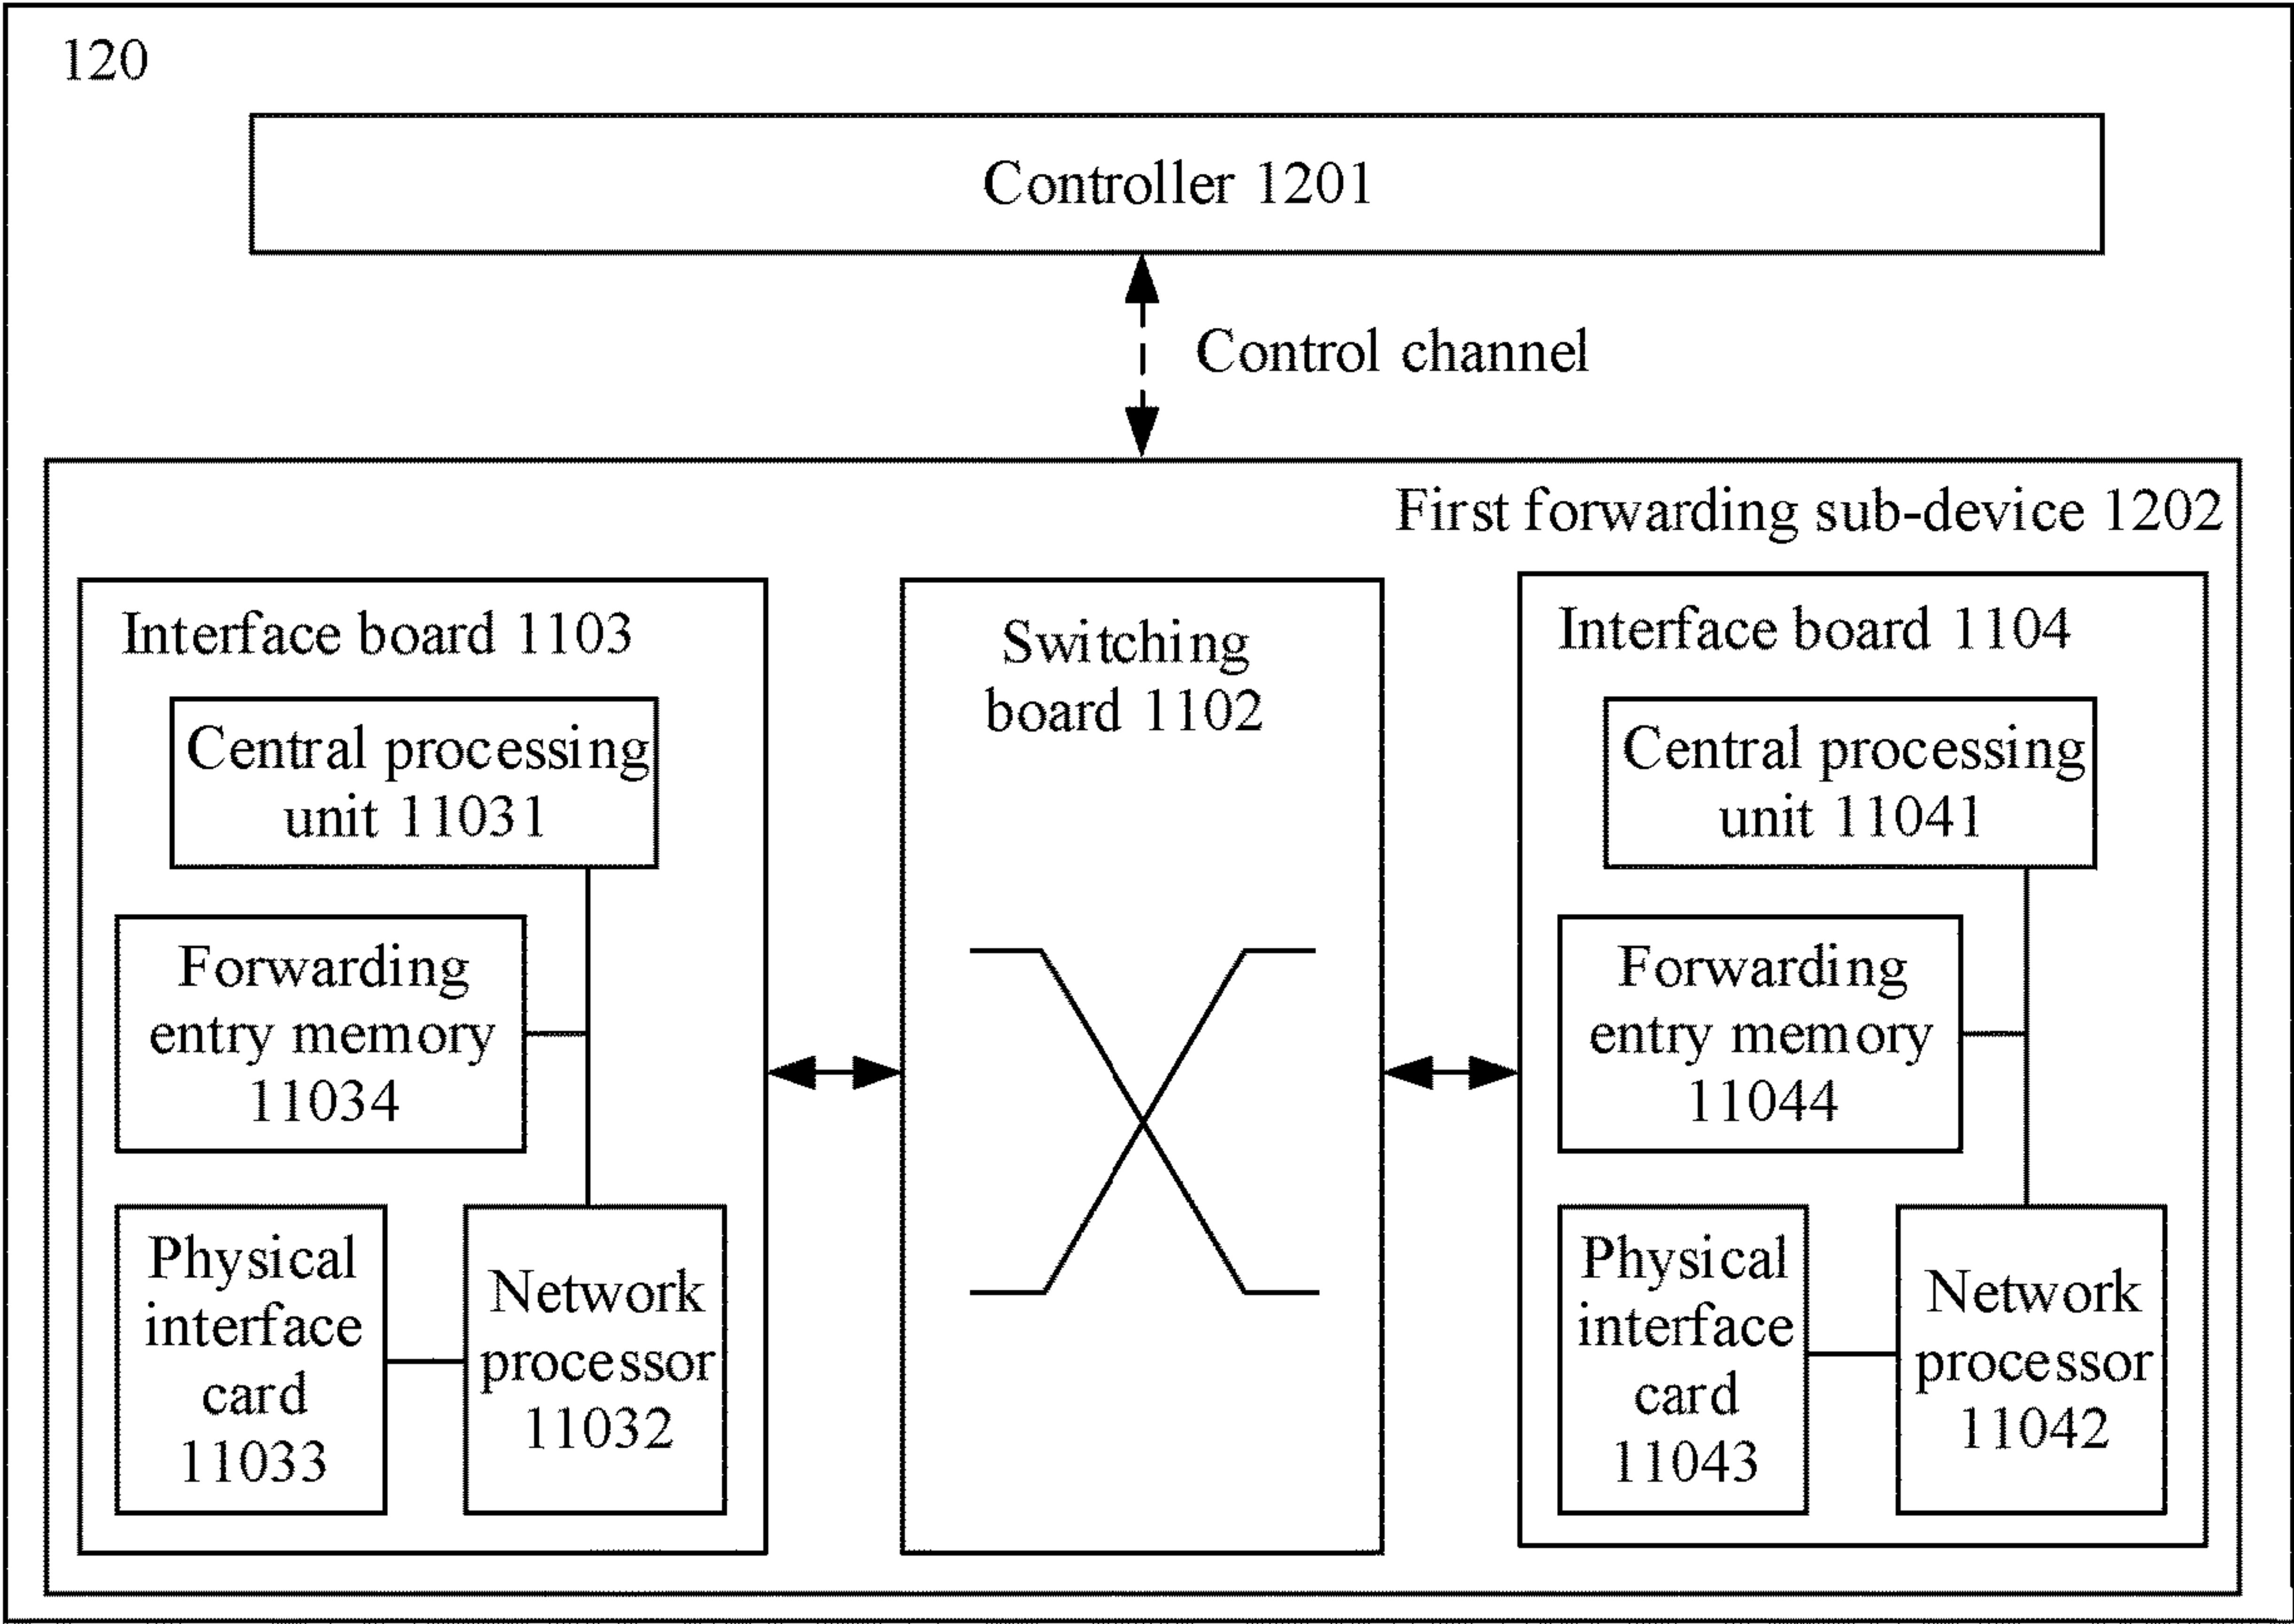 120
Controller 1201
Control channel
First forwarding sub-device 1202
Interface board 1103
Central processing
unit 11031
Forwarding
entry memory
11034
Physical
interface
card
11033
Network
processor
11032
Switching
board 1102
Interface board 1104
Central processing
unit 11041
Forwarding
entry memory
11044
Physical
interface
card
11043
Network
processor
11042